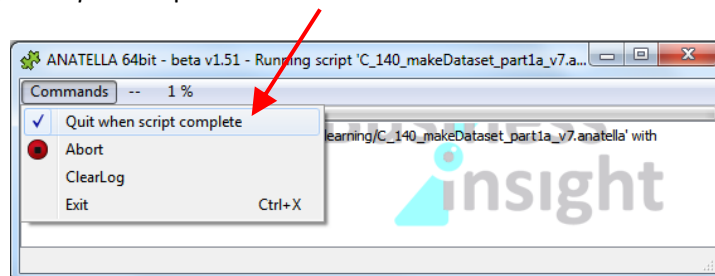 ANATELLA 64bit - beta v1.51 - Running script 'C_140_makeDataset_part1a_v7.a...
Commands -- 1 %
Quit when script complete
learning/C_140_makeDataset_part1a_v7.anatella' with
Abort
ClearLog
Exit Ctrl+X
insight